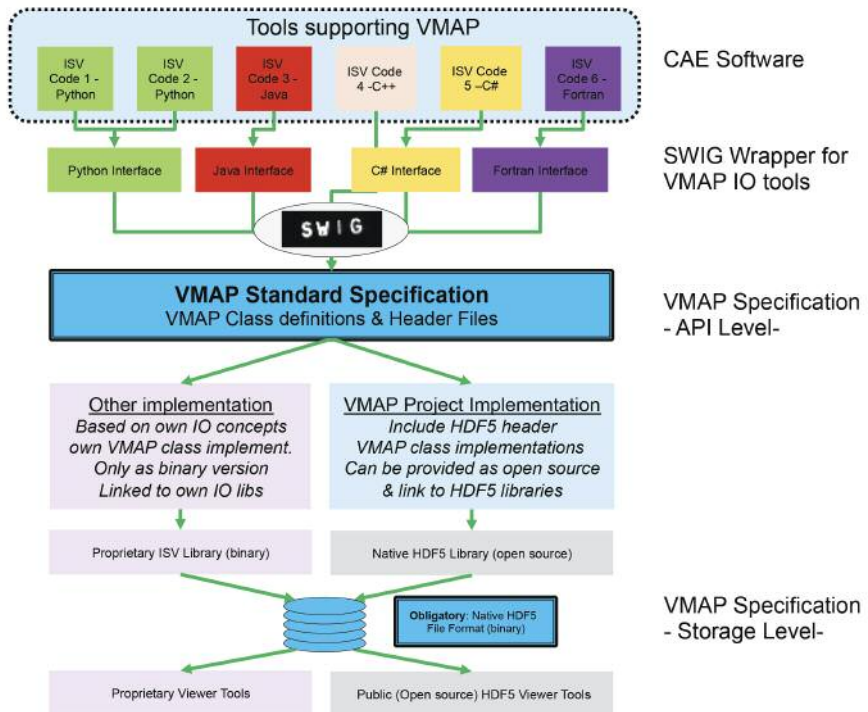 Tools supporting VMAP
CAE Software
ISV
Code 1 -
Python
ISV
Code 2 -
Python
ISV
Code 3 -
Java
ISV Code
4 -C++
ISV Code
5 –C#
ISV
Code 6 -
Fortran
Python Interface
Java Interface
C# Interface
Fortran Interface
SWIG Wrapper for
VMAP IO tools
SWIG
VMAP Standard Specification
VMAP Class definitions & Header Files
VMAP Specification
- API Level-
Other implementation
Based on own IO concepts
own VMAP class implement.
Only as binary version
Linked to own IO libs
VMAP Project Implementation
Include HDF5 header
VMAP class implementations
Can be provided as open source
& link to HDF5 libraries
Proprietary ISV Library (binary)
Native HDF5 Library (open source)
Obligatory: Native HDF5
File Format (binary)
VMAP Specification
- Storage Level-
Proprietary Viewer Tools
Public (Open source) HDF5 Viewer Tools